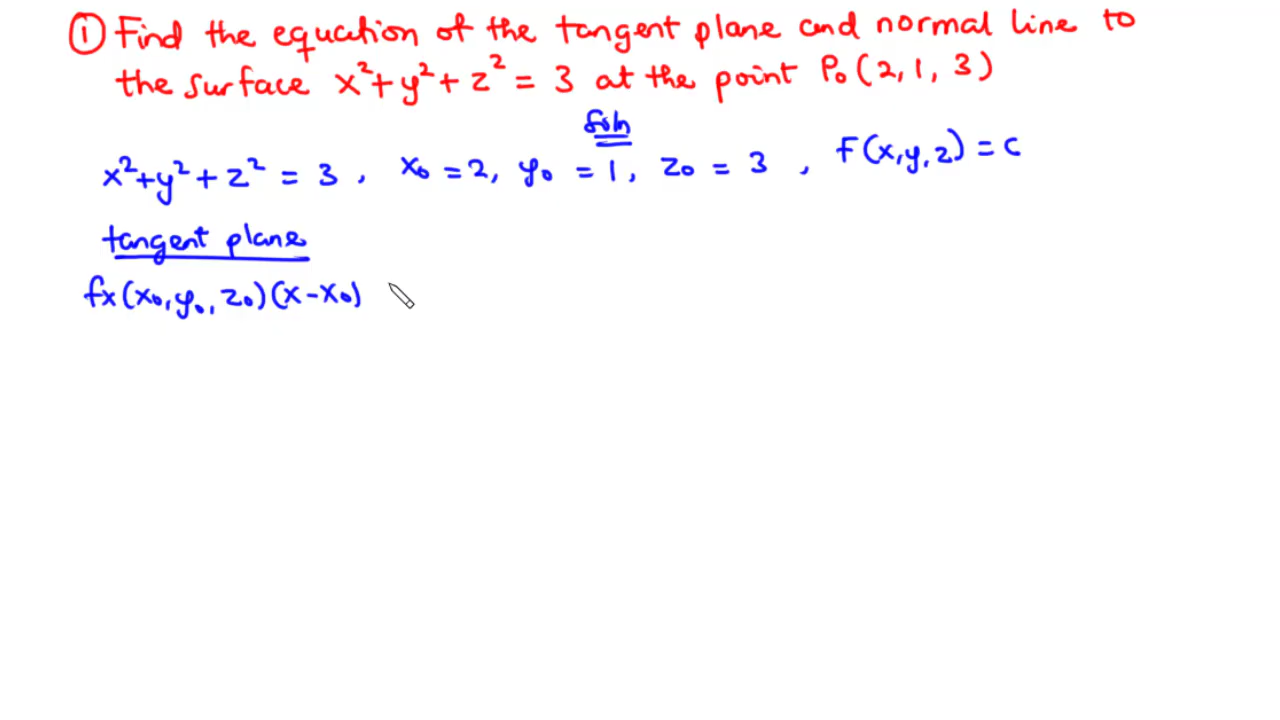 ① Find the equation of the tangent plane and normal line to
the surface x²+y²+z² = 3 at the point P₀(2, 1, 3)
Soln
x²+y²+z² = 3, x₀ = 2, y₀ = 1, z₀ = 3, F(x,y,z) = c
tangent plane
fx(x₀,y₀,z₀)(x-x₀)